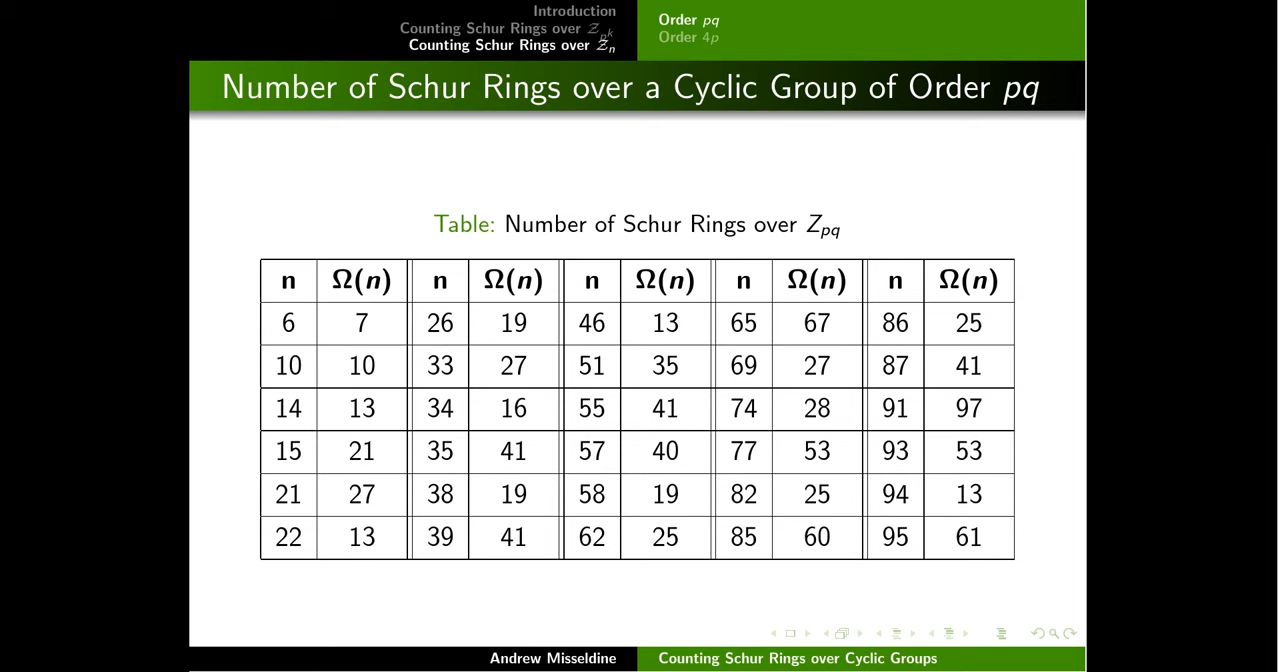 Introduction
Counting Schur Rings over Z_{p^k}
Counting Schur Rings over Z_n
Order pq
Order 4p
Number of Schur Rings over a Cyclic Group of Order pq
Table: Number of Schur Rings over Z_{pq}
n Ω(n) n Ω(n) n Ω(n) n Ω(n) n Ω(n)
6 7 26 19 46 13 65 67 86 25
10 10 33 27 51 35 69 27 87 41
14 13 34 16 55 41 74 28 91 97
15 21 35 41 57 40 77 53 93 53
21 27 38 19 58 19 82 25 94 13
22 13 39 41 62 25 85 60 95 61
Andrew Misseldine
Counting Schur Rings over Cyclic Groups